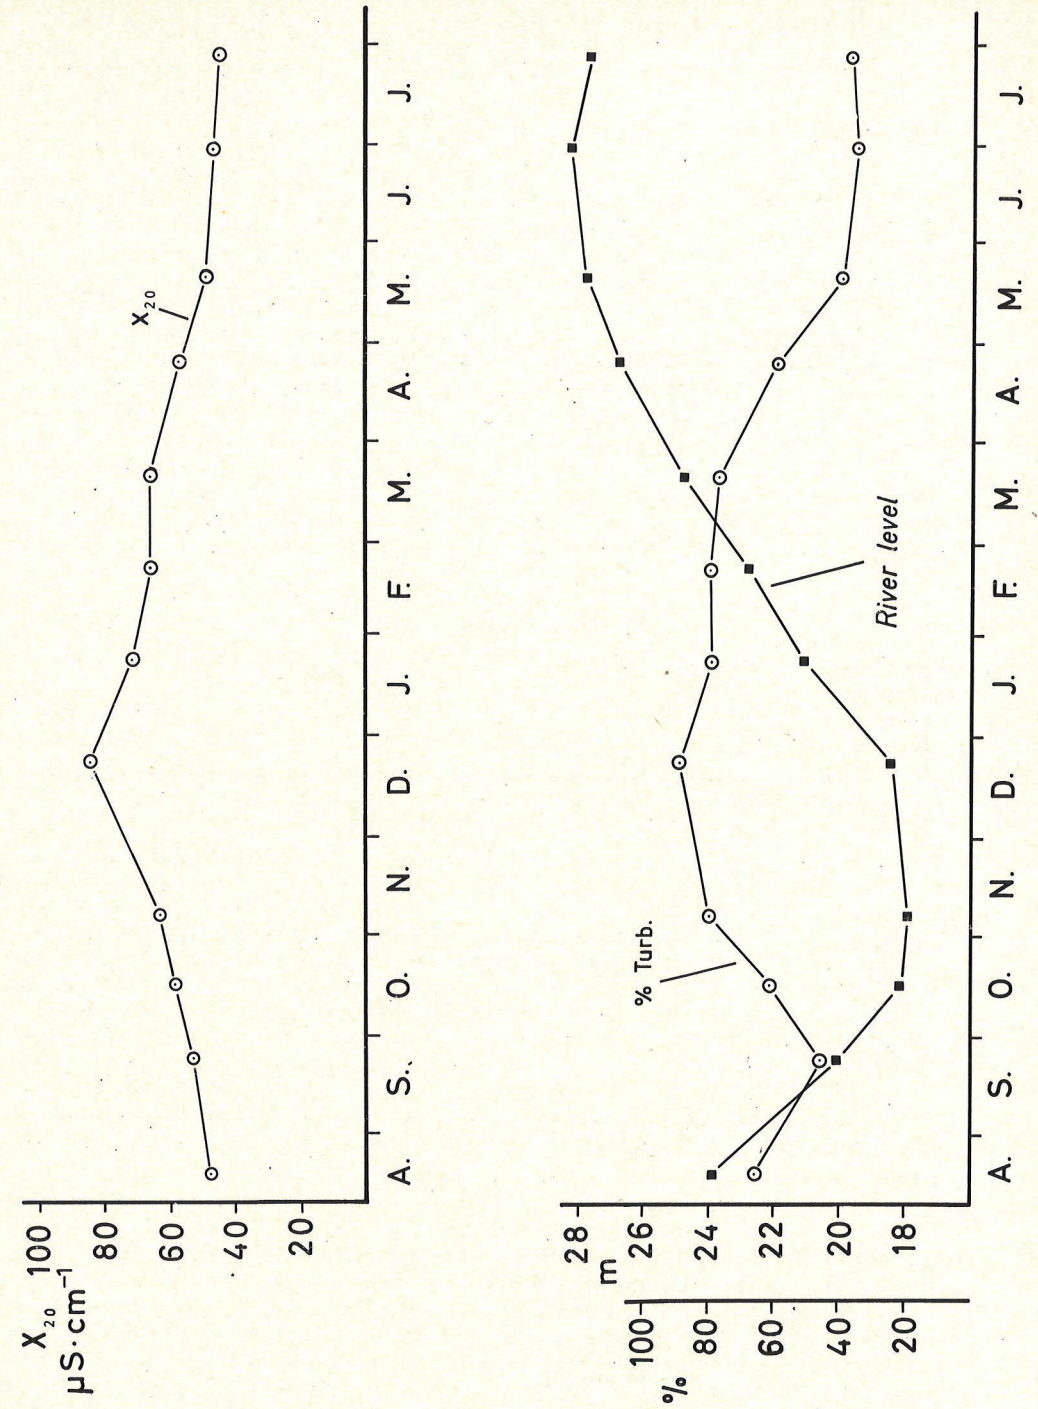 X₂₀
µS·cm⁻¹
100
80
60
40
20
X₂₀
A. S. O. N. D. J. F. M. A. M. J. J.
%
100
80
60
40
20
m
28
26
24
22
20
18
% Turb.
River level
A. S. O. N. D. J. F. M. A. M. J. J.